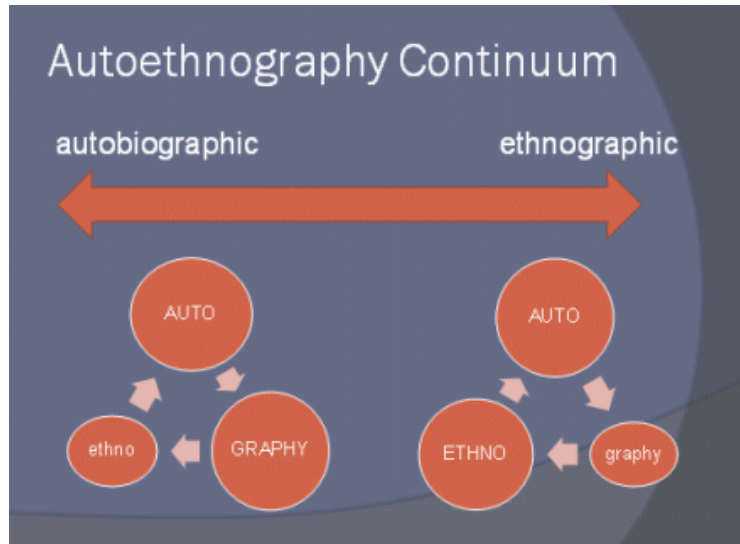 Autoethnography Continuum
autobiographic ethnographic
AUTO AUTO
ethno GRAPHY ETHNO graphy